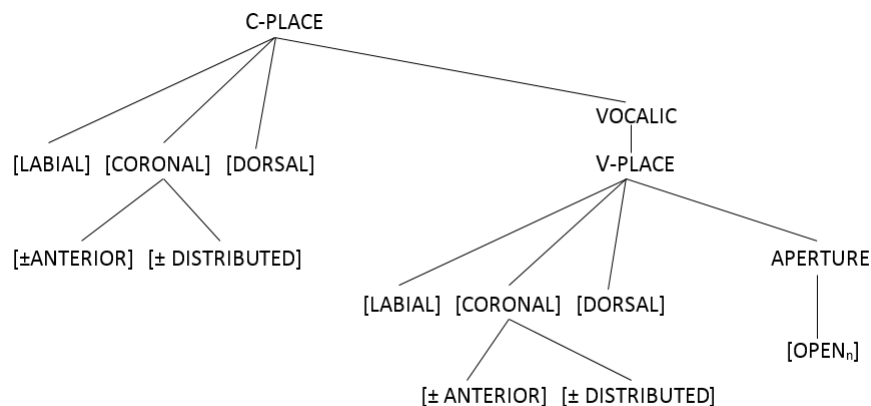 C-PLACE
VOCALIC
[LABIAL] [CORONAL] [DORSAL]
V-PLACE
[±ANTERIOR] [± DISTRIBUTED]
APERTURE
[LABIAL] [CORONAL] [DORSAL]
[OPENₙ]
[± ANTERIOR] [± DISTRIBUTED]